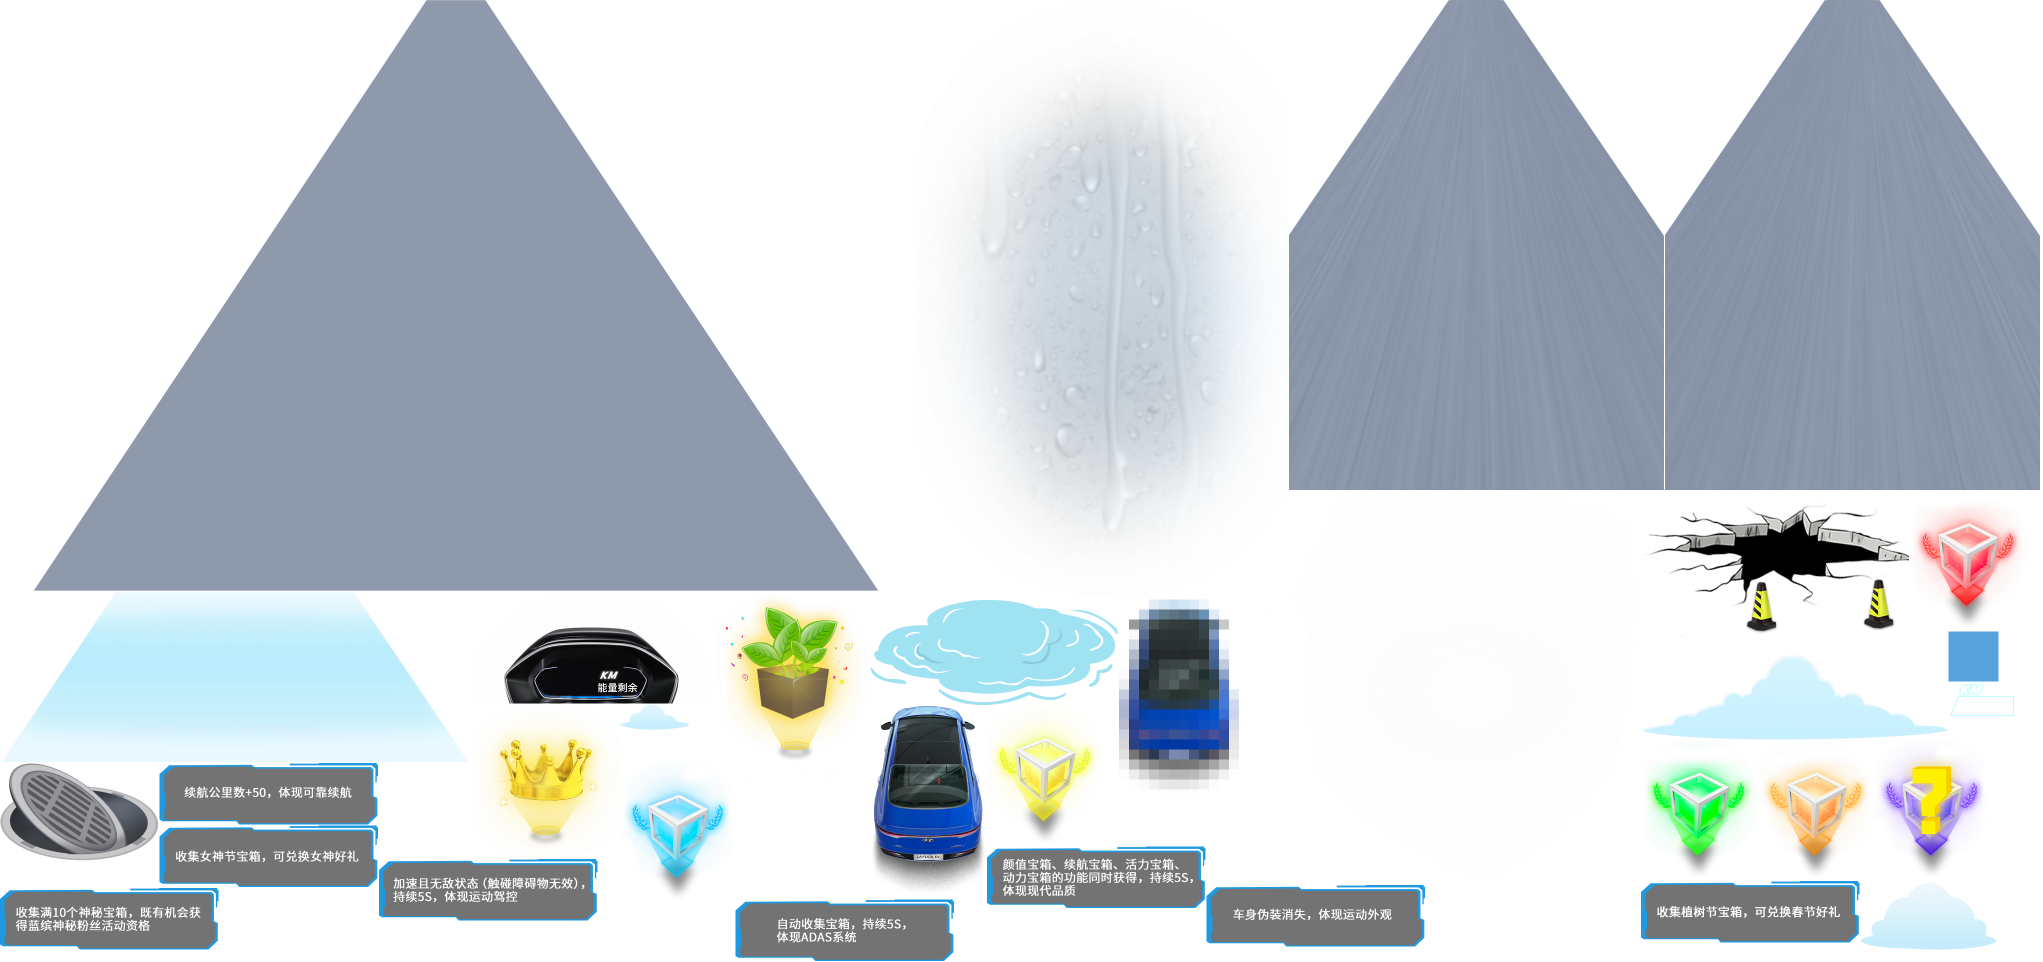 KM
能量剩余
续航公里数+50，体现可靠续航
收集女神节宝箱，可兑换女神好礼
加速且无敌状态（触碰障碍物无效），
持续5S，体现运动驾控
收集满10个神秘宝箱，既有机会获
得蓝缤神秘粉丝活动资格
自动收集宝箱，持续5S，
体现ADAS系统
颜值宝箱、续航宝箱、活力宝箱、
动力宝箱的功能同时获得，持续5S，
体现现代品质
车身伪装消失，体现运动外观
KM
?
收集植树节宝箱，可兑换春节好礼